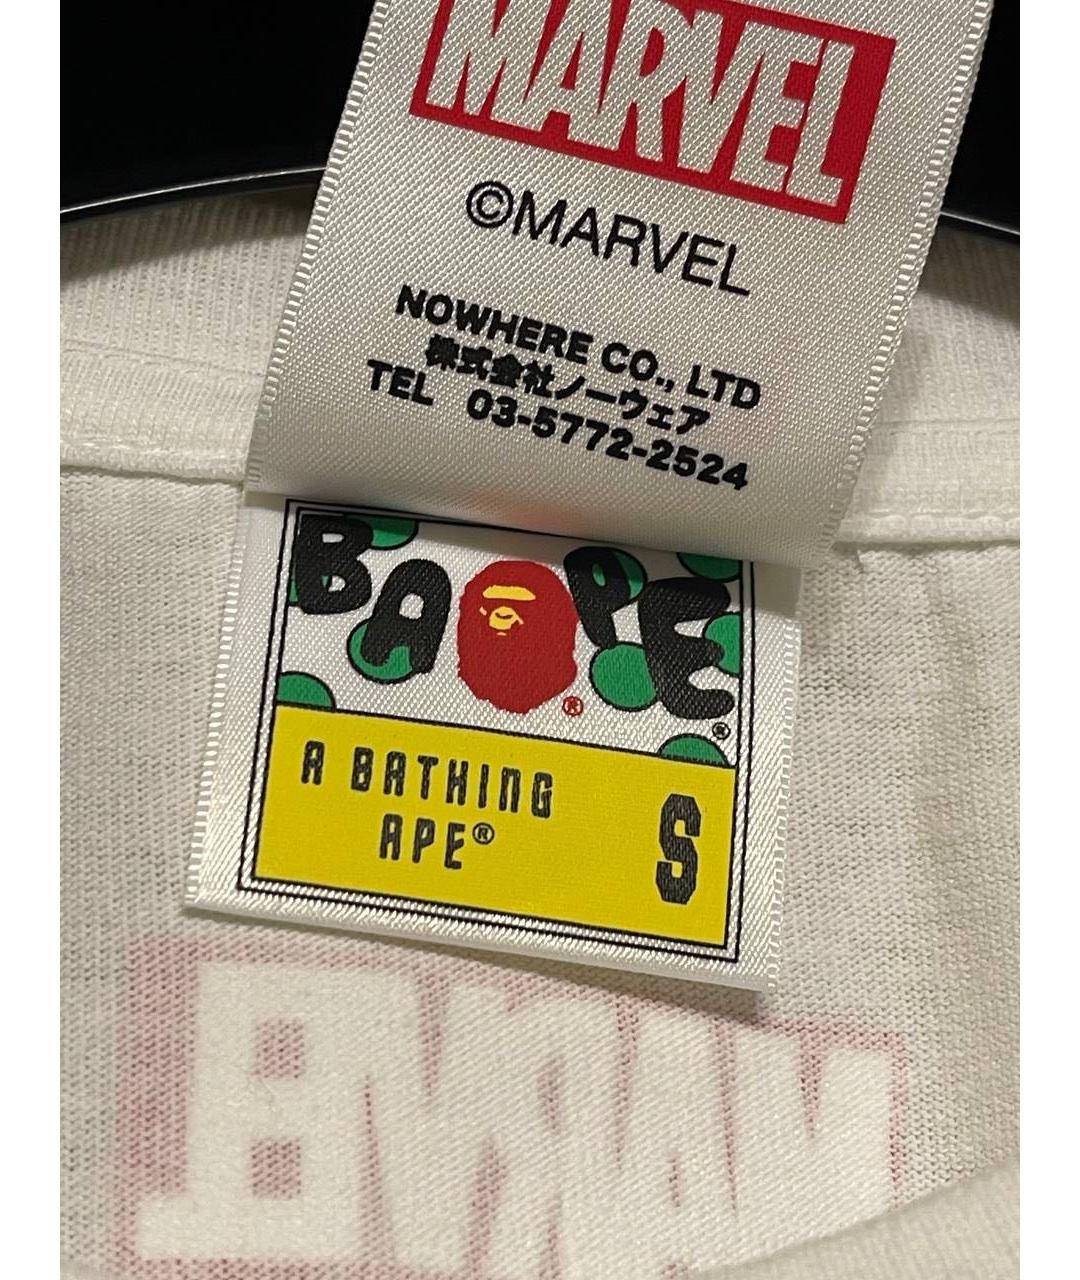 MARVEL
©MARVEL
NOWHERE CO., LTD
株式会社ノーウェア
TEL 03-5772-2524
BAPE®
®
A BATHING
APE®
S
MARVEL